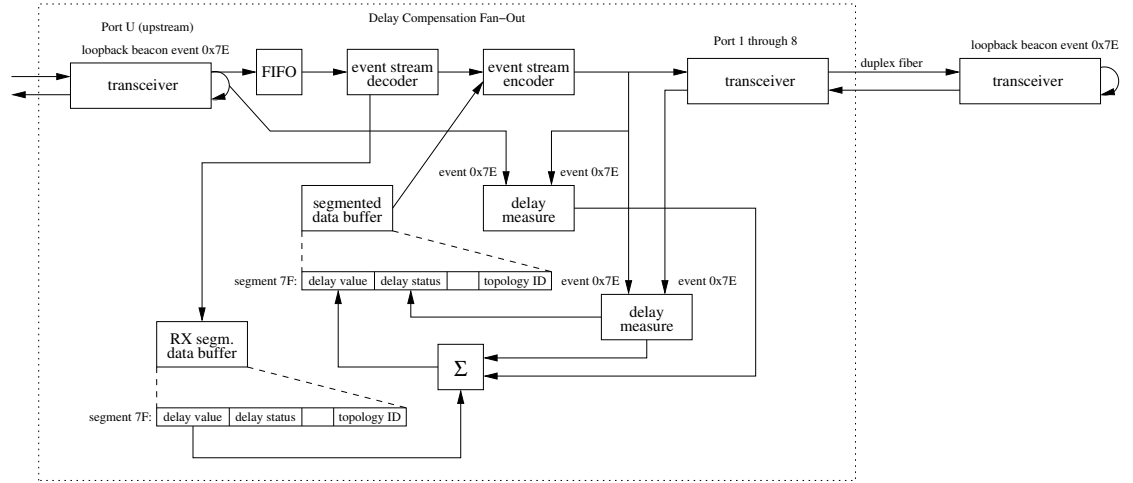 Delay Compensation Fan-Out
Port U (upstream)
loopback beacon event 0x7E
transceiver
FIFO
event stream
decoder
event stream
encoder
Port 1 through 8
transceiver
duplex fiber
loopback beacon event 0x7E
transceiver
event 0x7E
event 0x7E
segmented
data buffer
delay
measure
segment 7F:
delay value
delay status
topology ID
event 0x7E
event 0x7E
delay
measure
RX segm.
data buffer
Σ
segment 7F:
delay value
delay status
topology ID